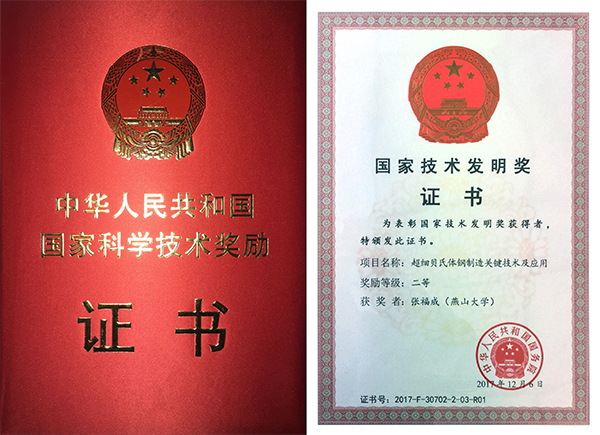 中华人民共和国
国家科学技术奖励
证书
国家技术发明奖
证书
为表彰国家技术发明奖获得者，
特颁发此证书。
项目名称：超细贝氏体钢制造关键技术及应用
奖励等级：二等
获奖者：张福成（燕山大学）
中华人民共和国国务院
2017年12月6日
证书号：2017-F-30702-2-03-R01